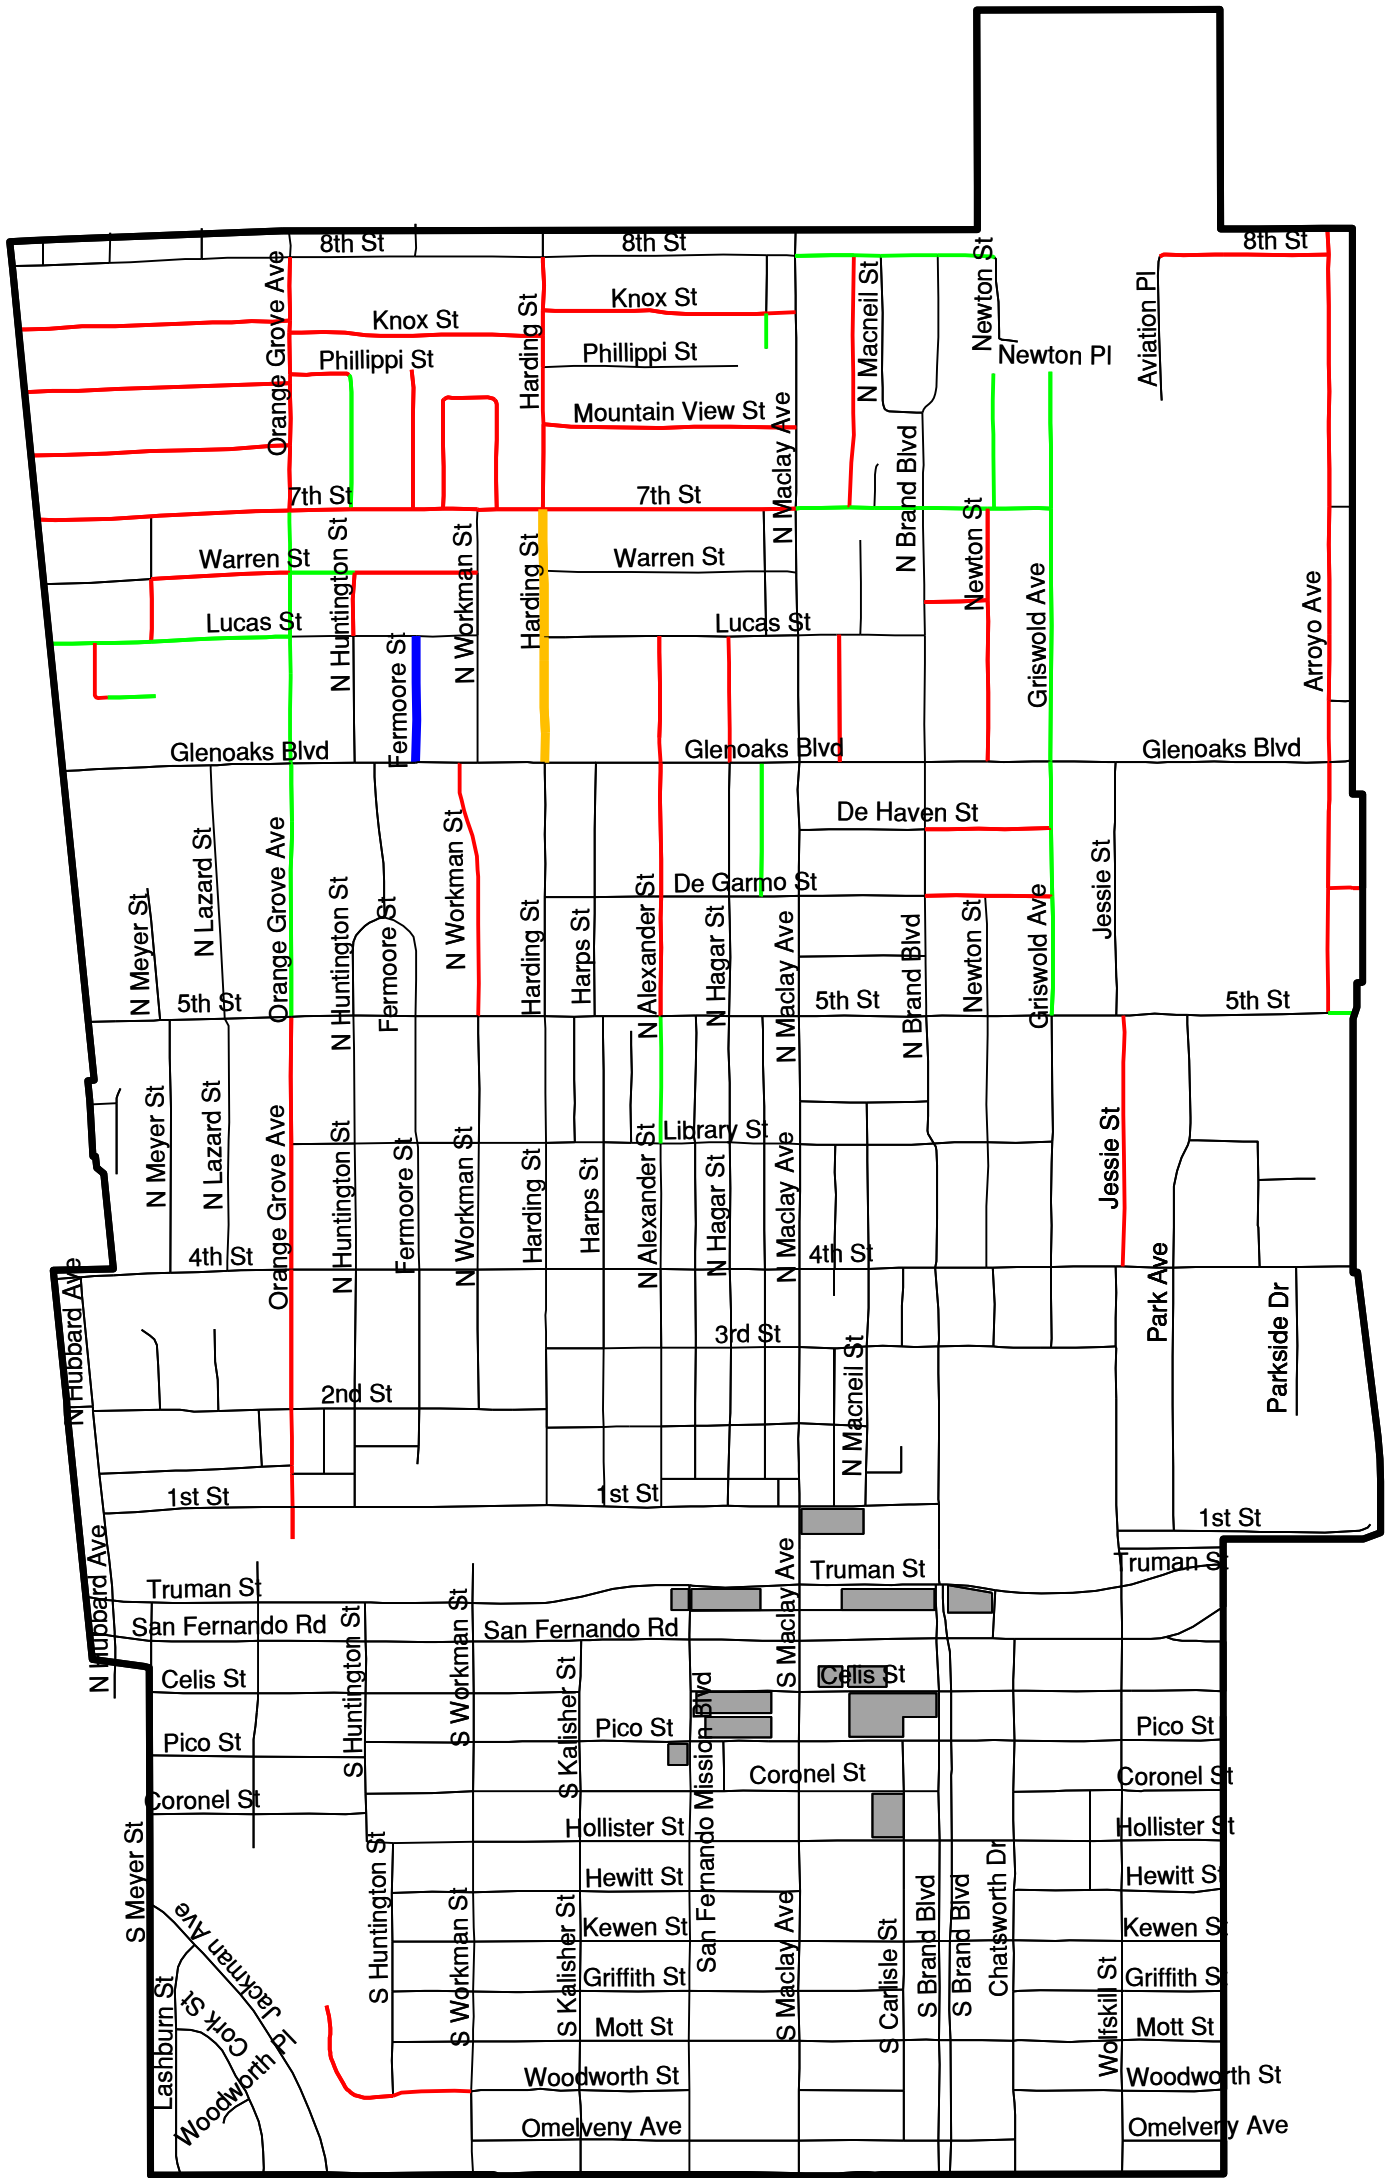 8th St
8th St
8th St
Orange Grove Ave
Newton St
N Macneil St
Aviation Pl
Knox St
Knox St
Harding St
Newton Pl
Phillippi St
Phillippi St
Mountain View St
N Maclay Ave
N Brand Blvd
7th St
7th St
Newton St
N Huntington St
N Workman St
Harding St
Warren St
Warren St
Griswold Ave
Arroyo Ave
Lucas St
Lucas St
Fermoore St
Glenoaks Blvd
Glenoaks Blvd
Glenoaks Blvd
De Haven St
N Lazard St
Orange Grove Ave
N Workman St
Jessie St
De Garmo St
N Meyer St
N Huntington St
Fermoore St
Harding St
Harps St
N Alexander St
N Hagar St
N Maclay Ave
N Brand Blvd
Newton St
Griswold Ave
5th St
5th St
5th St
N Meyer St
N Lazard St
Orange Grove Ave
N Huntington St
Fermoore St
N Workman St
Harding St
Harps St
N Alexander St
Library St
N Hagar St
N Maclay Ave
Jessie St
4th St
4th St
N Hubbard Ave
Park Ave
Parkside Dr
3rd St
N Macneil St
2nd St
1st St
1st St
1st St
N Hubbard Ave
Truman St
Truman St
Truman St
S Maclay Ave
San Fernando Rd
San Fernando Rd
S Huntington St
S Workman St
S Kalisher St
Celis St
Celis St
San Fernando Mission Blvd
Pico St
Pico St
Pico St
Coronel St
Coronel St
Coronel St
Hollister St
Hollister St
S Meyer St
S Huntington St
Hewitt St
Hewitt St
Jackman Ave
S Workman St
S Kalisher St
Kewen St
Kewen St
S Maclay Ave
S Carlisle St
S Brand Blvd
S Brand Blvd
Chatsworth Dr
Griffith St
Griffith St
Lashburn St
Cork St
Wolfskill St
Mott St
Mott St
Woodworth Pl
Woodworth St
Woodworth St
Omelveny Ave
Omelveny Ave